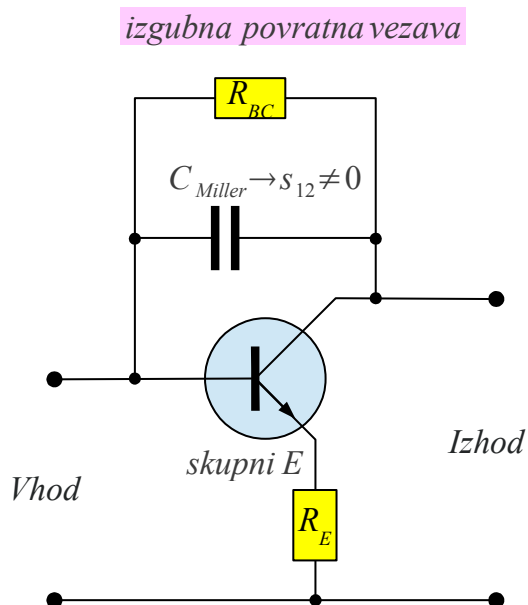 izgubna povratna vezava
R_BC
C_Miller → s_12 ≠ 0
skupni E
Izhod
Vhod
R_E